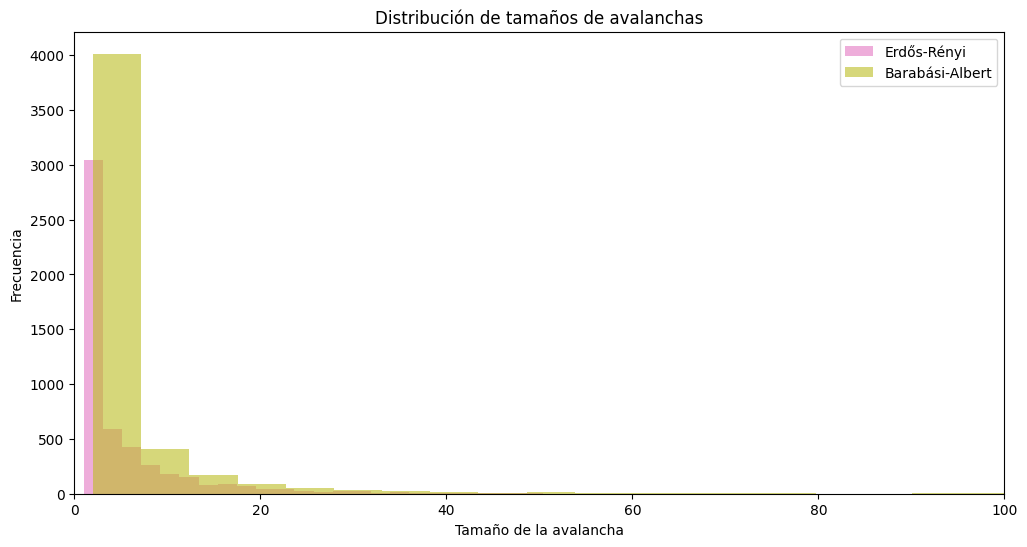 Distribución de tamaños de avalanchas
Erdős-Rényi
Barabási-Albert
Frecuencia
4000
3500
3000
2500
2000
1500
1000
500
0
0 20 40 60 80 100
Tamaño de la avalancha